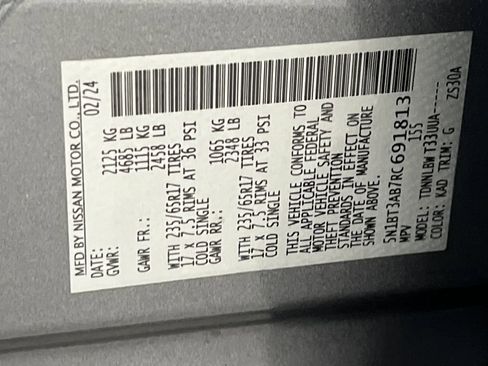 MFD BY NISSAN MOTOR CO., LTD.
DATE: 02/24
GVWR: 2125 KG
4685 LB
GAWR FR.: 1115 KG
2458 LB
WITH 235/65R17 TIRES
17 X 7.5 RIMS AT 36 PSI
COLD SINGLE
GAWR RR.: 1065 KG
2348 LB
WITH 235/65R17 TIRES
17 X 7.5 RIMS AT 33 PSI
COLD SINGLE
THIS VEHICLE CONFORMS TO
ALL APPLICABLE FEDERAL
MOTOR VEHICLE SAFETY AND
THEFT PREVENTION
STANDARDS IN EFFECT ON
THE DATE OF MANUFACTURE
SHOWN ABOVE.
5N1BT3AB7RC691813
MPV 155
MODEL: TDNNLBW T33UUA------
COLOR: KAD TRIM: G ZS30A